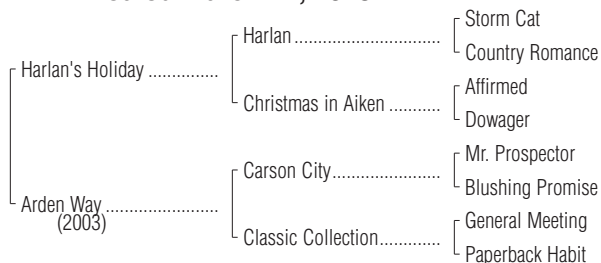 Storm Cat
Harlan
Country Romance
Harlan's Holiday
Affirmed
Christmas in Aiken
Dowager
Mr. Prospector
Carson City
Blushing Promise
Arden Way
(2003)
General Meeting
Classic Collection
Paperback Habit